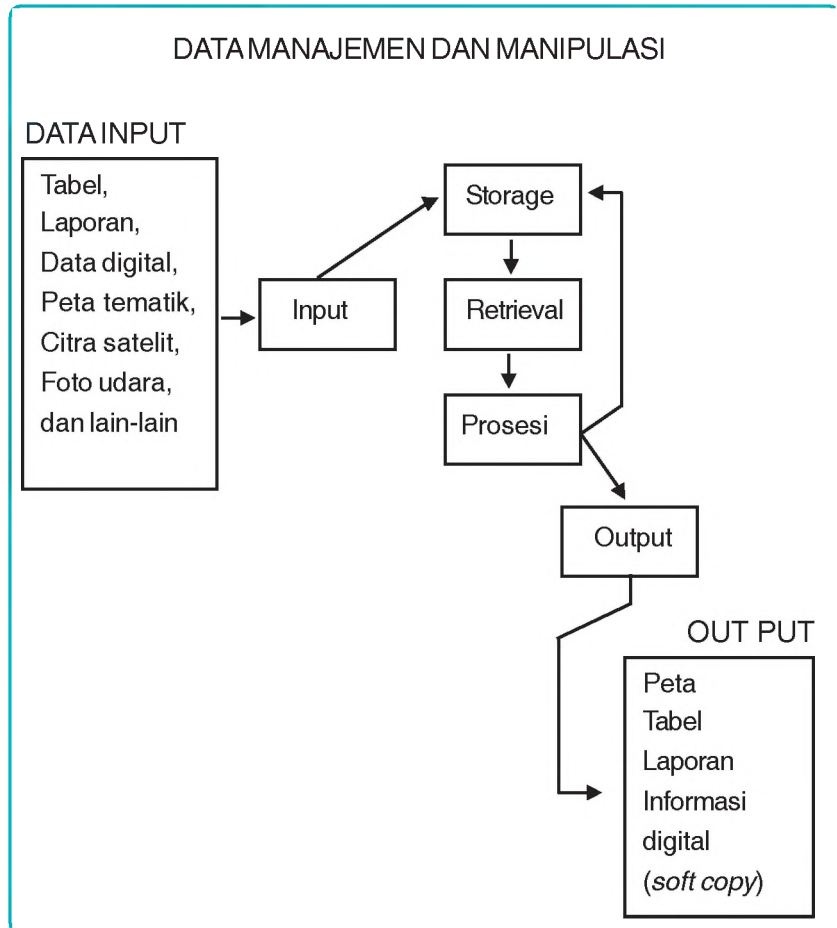 DATA MANAJEMEN DAN MANIPULASI
DATA INPUT
Tabel,
Laporan,
Data digital,
Peta tematik,
Citra satelit,
Foto udara,
dan lain-lain
Input
Storage
Retrieval
Prosesi
Output
OUT PUT
Peta
Tabel
Laporan
Informasi
digital
(soft copy)